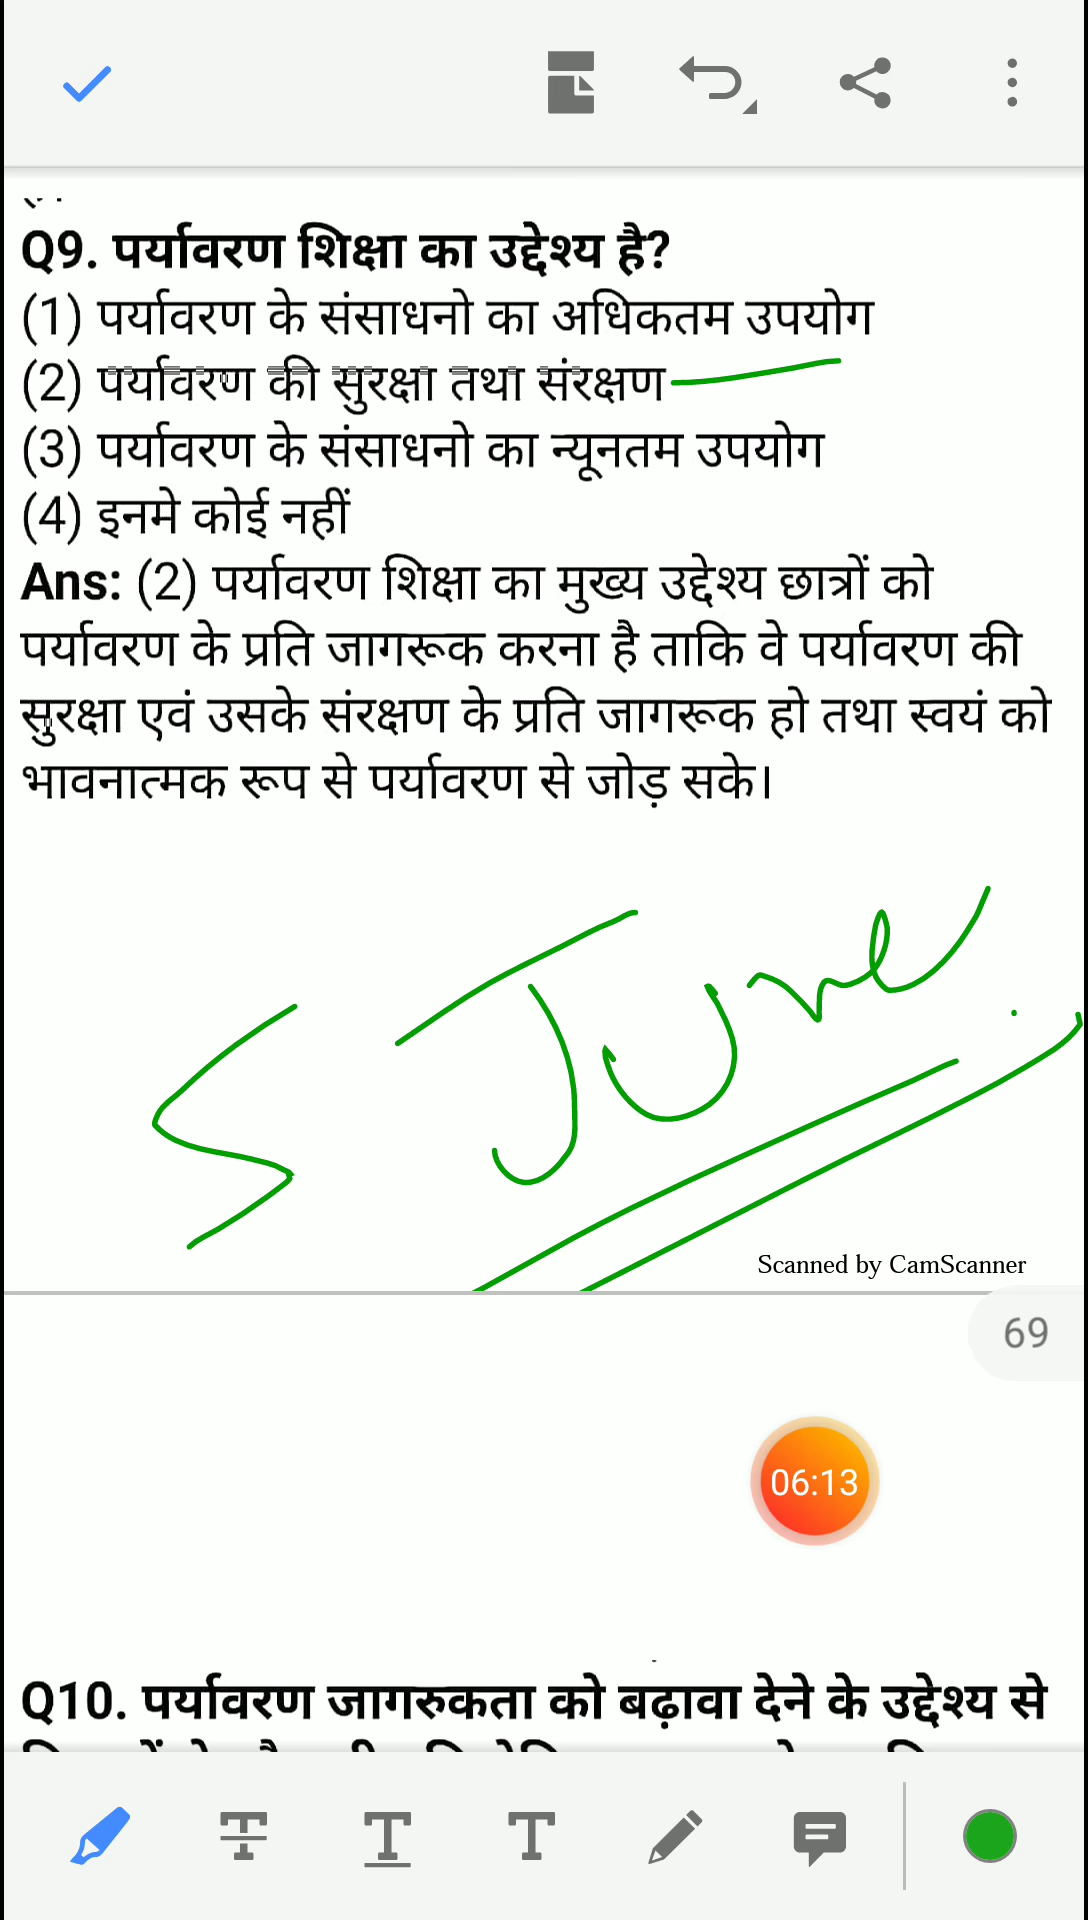 Q9. पर्यावरण शिक्षा का उद्देश्य है?
(1) पर्यावरण के संसाधनो का अधिकतम उपयोग
(2) पर्यावरण की सुरक्षा तथा संरक्षण
(3) पर्यावरण के संसाधनो का न्यूनतम उपयोग
(4) इनमे कोई नहीं
Ans: (2) पर्यावरण शिक्षा का मुख्य उद्देश्य छात्रों को
पर्यावरण के प्रति जागरूक करना है ताकि वे पर्यावरण की
सुरक्षा एवं उसके संरक्षण के प्रति जागरूक हो तथा स्वयं को
भावनात्मक रूप से पर्यावरण से जोड़ सके।
5 June
Scanned by CamScanner
69
06:13
Q10. पर्यावरण जागरुकता को बढ़ावा देने के उद्देश्य से